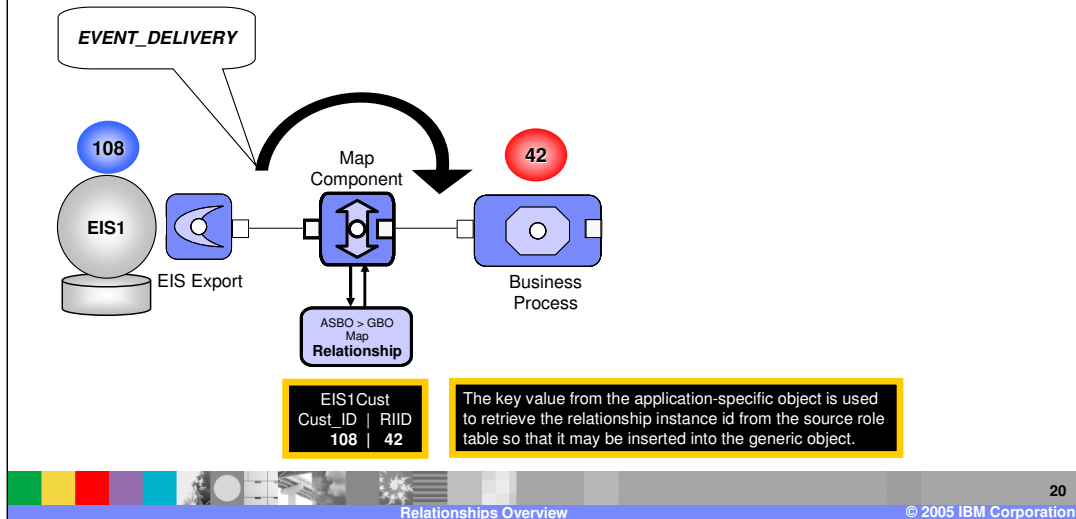 EVENT_DELIVERY
108
42
Map
Component
EIS1
EIS Export
Business
Process
ASBO > GBO
Map
Relationship
EIS1Cust
Cust_ID | RIID
108 | 42
The key value from the application-specific object is used
to retrieve the relationship instance id from the source role
table so that it may be inserted into the generic object.
20
Relationships Overview
© 2005 IBM Corporation